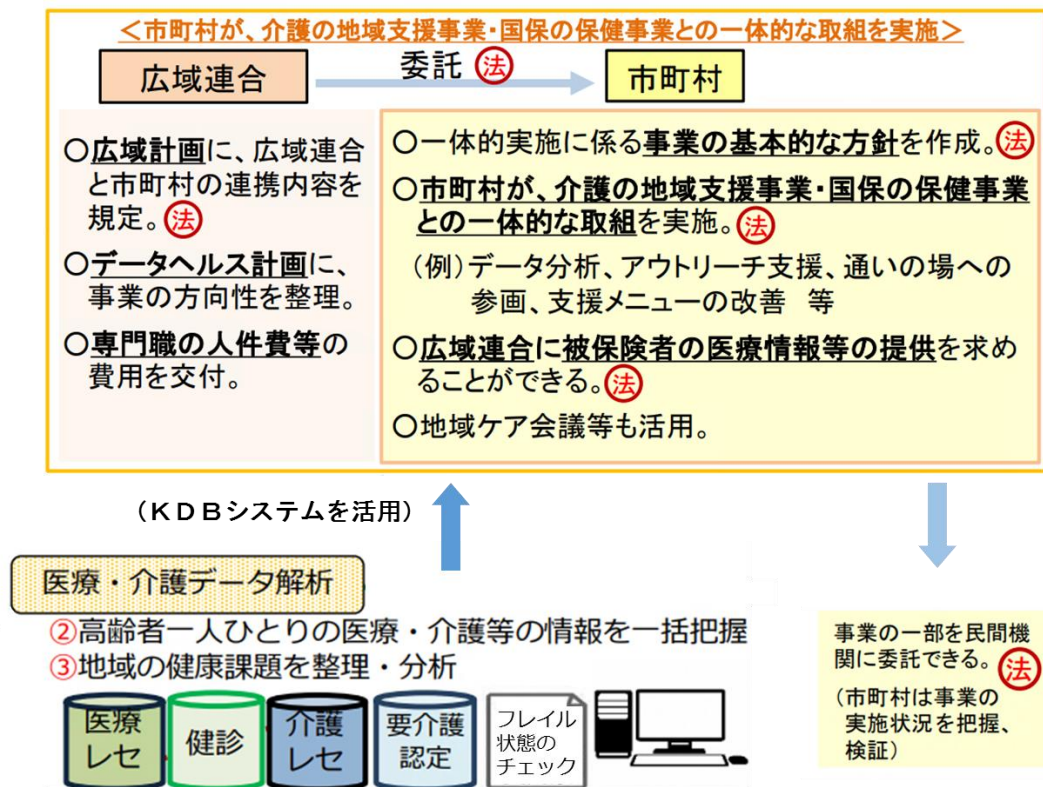 <市町村が、介護の地域支援事業・国保の保健事業との一体的な取組を実施>
広域連合
委託 法
市町村
○広域計画に、広域連合
と市町村の連携内容を
規定。法
○データヘルス計画に、
事業の方向性を整理。
○専門職の人件費等の
費用を交付。
○一体的実施に係る事業の基本的な方針を作成。法
○市町村が、介護の地域支援事業・国保の保健事業
との一体的な取組を実施。法
（例）データ分析、アウトリーチ支援、通いの場への
参画、支援メニューの改善 等
○広域連合に被保険者の医療情報等の提供を求め
ることができる。法
○地域ケア会議等も活用。
（ＫＤＢシステムを活用）
医療・介護データ解析
②高齢者一人ひとりの医療・介護等の情報を一括把握
③地域の健康課題を整理・分析
医療
レセ
健診
介護
レセ
要介護
認定
フレイル
状態の
チェック
事業の一部を民間機
関に委託できる。法
（市町村は事業の
実施状況を把握、
検証）